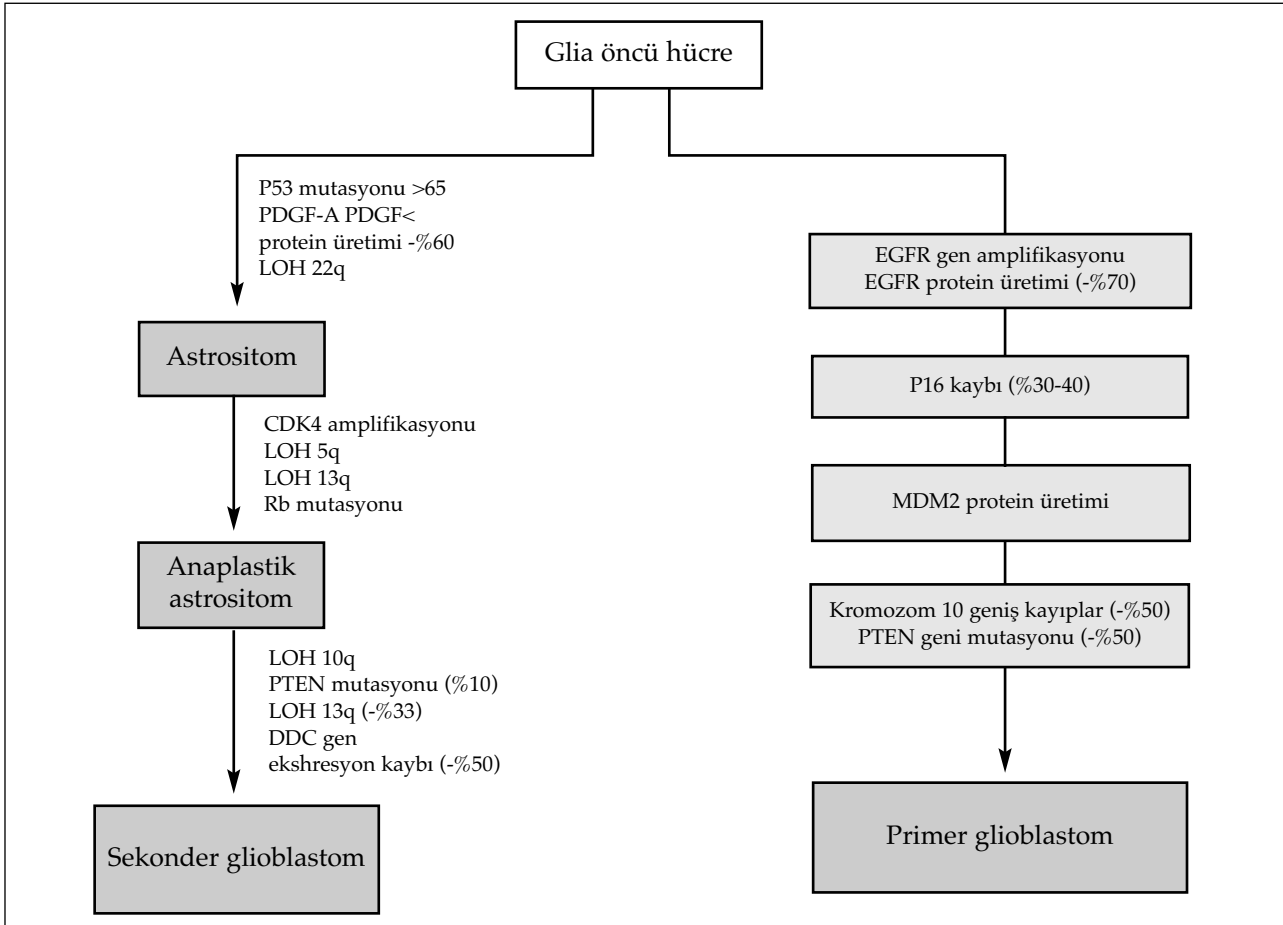 Glia öncü hücre
P53 mutasyonu >65
PDGF-A PDGF<
protein üretimi -%60
LOH 22q
Astrositom
CDK4 amplifikasyonu
LOH 5q
LOH 13q
Rb mutasyonu
Anaplastik
astrositom
LOH 10q
PTEN mutasyonu (%10)
LOH 13q (-%33)
DDC gen
ekshresyon kaybı (-%50)
Sekonder glioblastom
EGFR gen amplifikasyonu
EGFR protein üretimi (-%70)
P16 kaybı (%30-40)
MDM2 protein üretimi
Kromozom 10 geniş kayıplar (-%50)
PTEN geni mutasyonu (-%50)
Primer glioblastom